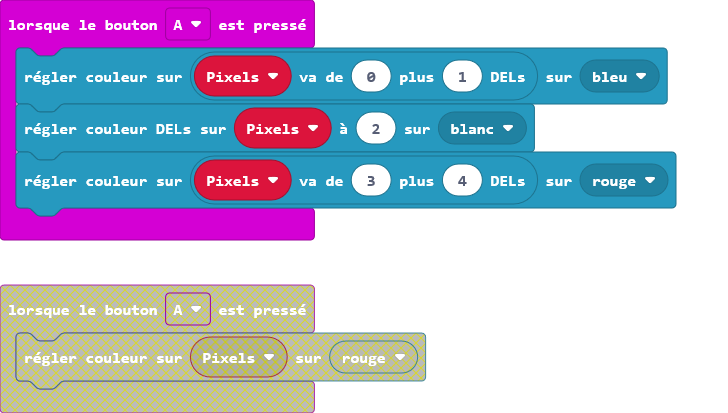 lorsque le bouton A est pressé
régler couleur sur Pixels va de 0 plus 1 DELs sur bleu
régler couleur DELs sur Pixels à 2 sur blanc
régler couleur sur Pixels va de 3 plus 4 DELs sur rouge
lorsque le bouton A est pressé
régler couleur sur Pixels sur rouge